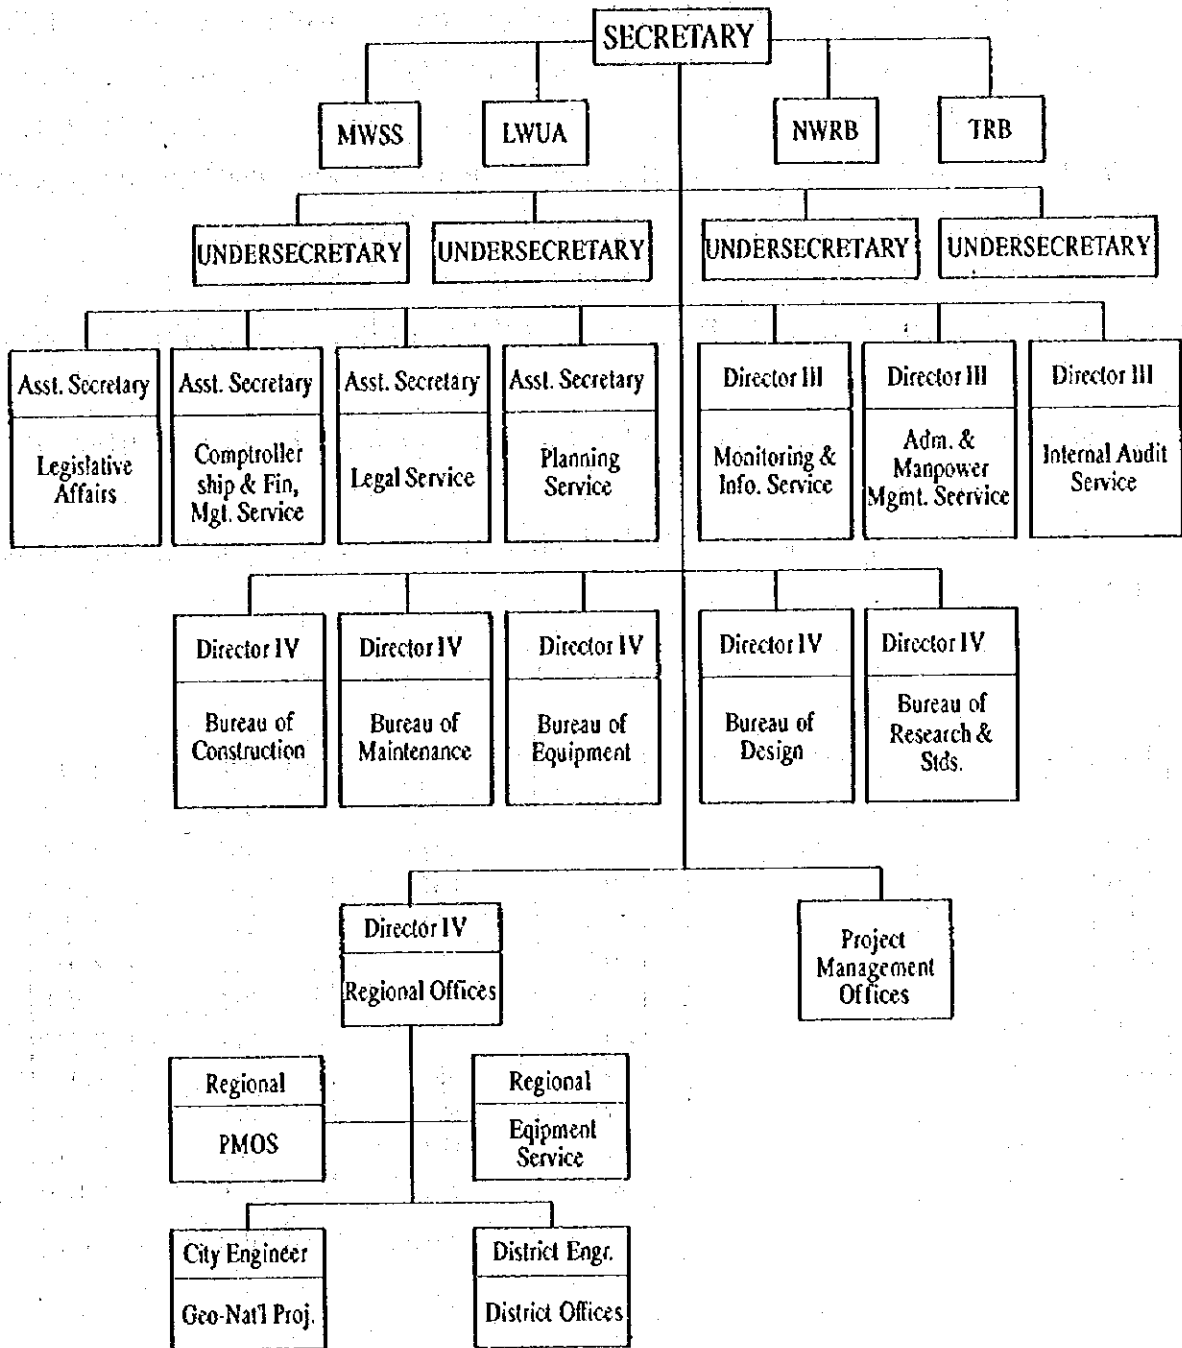 SECRETARY
MWSS
LWUA
NWRB
TRB
UNDERSECRETARY
UNDERSECRETARY
UNDERSECRETARY
UNDERSECRETARY
Asst. Secretary
Legislative
Affairs
Asst. Secretary
Comptroller
ship & Fin,
Mgt. Service
Asst. Secretary
Legal Service
Asst. Secretary
Planning
Service
Director III
Monitoring &
Info. Service
Director III
Adm. &
Manpower
Mgmt. Seervice
Director III
Internal Audit
Service
Director IV
Bureau of
Construction
Director IV
Bureau of
Maintenance
Director IV
Bureau of
Equipment
Director IV
Bureau of
Design
Director IV
Bureau of
Research &
Stds.
Director IV
Regional Offices
Project
Management
Offices
Regional
PMOS
Regional
Eqipment
Service
City Engineer
Geo-Nat'l Proj.
District Engr.
District Offices